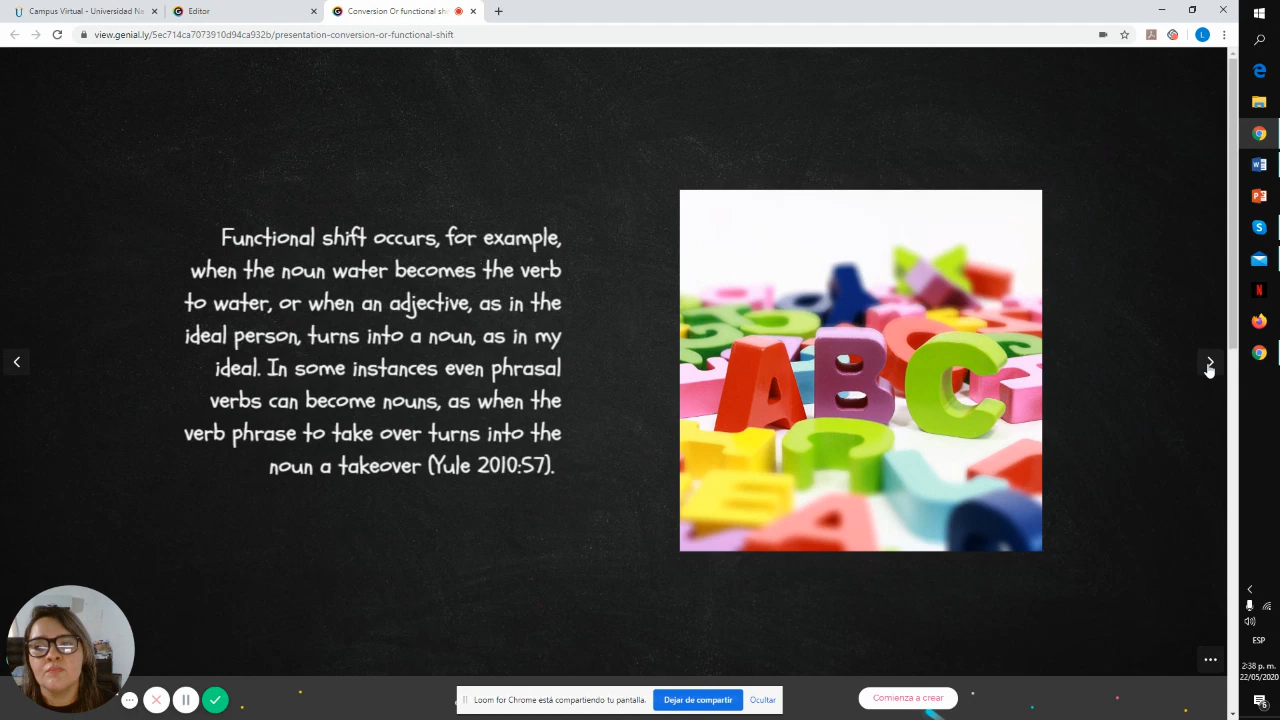 Campus Virtual - Universidad Na
Editor
Conversion Or functional sh
view.genial.ly/5ec714ca7073910d94ca932b/presentation-conversion-or-functional-shift
L
Functional shift occurs, for example,
when the noun water becomes the verb
to water, or when an adjective, as in the
ideal person, turns into a noun, as in my
ideal. In some instances even phrasal
verbs can become nouns, as when the
verb phrase to take over turns into the
noun a takeover (Yule 2010:57).
A B C
E
A
Loom for Chrome está compartiendo tu pantalla.
Dejar de compartir
Ocultar
Comienza a crear
ESP
2:38 p. m.
22/05/2020